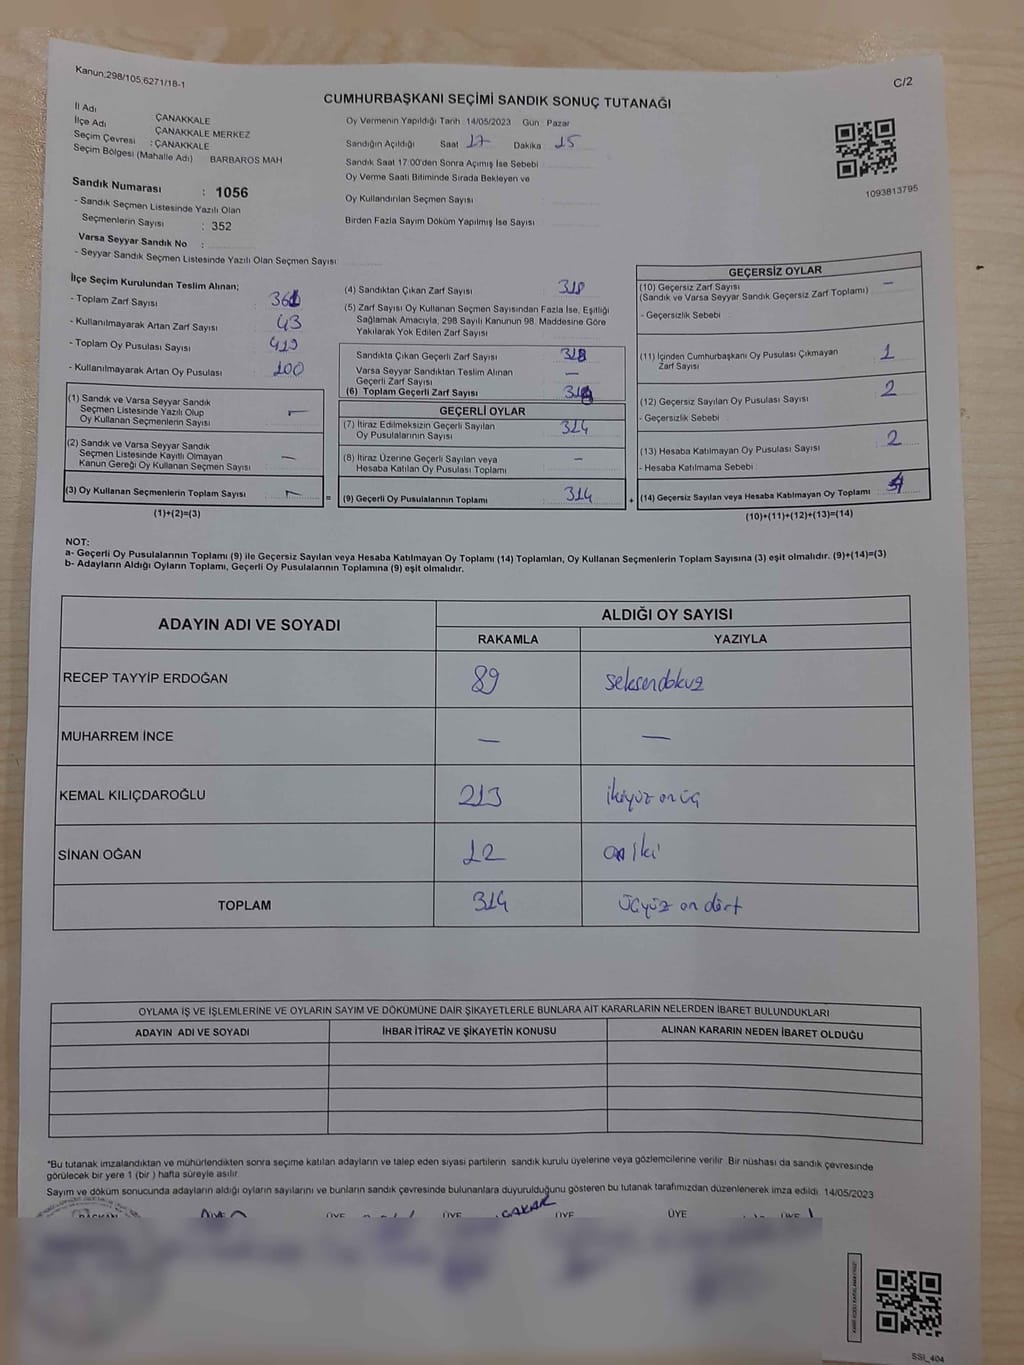 Kanun:298/105,6271/18-1
C/2
CUMHURBAŞKANI SEÇİMİ SANDIK SONUÇ TUTANAĞI
İl Adı ÇANAKKALE
İlçe Adı ÇANAKKALE MERKEZ
Seçim Çevresi : ÇANAKKALE
Seçim Bölgesi (Mahalle Adı) BARBAROS MAH
Sandık Numarası : 1056
- Sandık Seçmen Listesinde Yazılı Olan
Seçmenlerin Sayısı : 352
Varsa Seyyar Sandık No :
- Seyyar Sandık Seçmen Listesinde Yazılı Olan Seçmen Sayısı
Oy Vermenin Yapıldığı Tarih 14/05/2023 Gün: Pazar
Sandığın Açıldığı Saat 17 Dakika 15
Sandık Saat 17:00'den Sonra Açımış İse Sebebi
Oy Verme Saati Bitiminde Sırada Bekleyen ve
Oy Kullandırılan Seçmen Sayısı
Birden Fazla Sayım Döküm Yapılmış İse Sayısı
1093813795
İlçe Seçim Kurulundan Teslim Alınan;
- Toplam Zarf Sayısı 361
- Kullanılmayarak Artan Zarf Sayısı 43
- Toplam Oy Pusulası Sayısı 419
- Kullanılmayarak Artan Oy Pusulası 100
(1) Sandık ve Varsa Seyyar Sandık
Seçmen Listesinde Yazılı Olup
Oy Kullanan Seçmenlerin Sayısı –
(2) Sandık ve Varsa Seyyar Sandık
Seçmen Listesinde Kayıtlı Olmayan
Kanun Gereği Oy Kullanan Seçmen Sayısı –
(3) Oy Kullanan Seçmenlerin Toplam Sayısı –
(1)+(2)=(3)
(4) Sandıktan Çıkan Zarf Sayısı 318
(5) Zarf Sayısı Oy Kullanan Seçmen Sayısından Fazla İse, Eşitliği
Sağlamak Amacıyla, 298 Sayılı Kanunun 98. Maddesine Göre
Yakılarak Yok Edilen Zarf Sayısı
Sandıkta Çıkan Geçerli Zarf Sayısı 318
Varsa Seyyar Sandıktan Teslim Alınan
Geçerli Zarf Sayısı –
(6) Toplam Geçerli Zarf Sayısı
GEÇERLİ OYLAR
(7) İtiraz Edilmeksizin Geçerli Sayılan
Oy Pusulalarının Sayısı 314
(8) İtiraz Üzerine Geçerli Sayılan veya
Hesaba Katılan Oy Pusulası Toplamı –
= (9) Geçerli Oy Pusulalarının Toplamı 314
GEÇERSİZ OYLAR
(10) Geçersiz Zarf Sayısı –
(Sandık ve Varsa Seyyar Sandık Geçersiz Zarf Toplamı)
- Geçersizlik Sebebi
(11) İçinden Cumhurbaşkanı Oy Pusulası Çıkmayan
Zarf Sayısı 1
(12) Geçersiz Sayılan Oy Pusulası Sayısı 2
- Geçersizlik Sebebi
(13) Hesaba Katılmayan Oy Pusulası Sayısı 2
- Hesaba Katılmama Sebebi
+ (14) Geçersiz Sayılan veya Hesaba Katılmayan Oy Toplamı
(10)+(11)+(12)+(13)=(14)
NOT:
a- Geçerli Oy Pusulalarının Toplamı (9) ile Geçersiz Sayılan veya Hesaba Katılmayan Oy Toplamı (14) Toplamları, Oy Kullanan Seçmenlerin Toplam Sayısına (3) eşit olmalıdır. (9)+(14)=(3)
b- Adayların Aldığı Oyların Toplamı, Geçerli Oy Pusulalarının Toplamına (9) eşit olmalıdır.
ADAYIN ADI VE SOYADI ALDIĞI OY SAYISI
RAKAMLA YAZIYLA
RECEP TAYYİP ERDOĞAN 89 seksendokuz
MUHARREM İNCE — —
KEMAL KILIÇDAROĞLU 213 ikiyüz on üç
SİNAN OĞAN 12 on iki
TOPLAM 314 üçyüz on dört
OYLAMA İŞ VE İŞLEMLERİNE VE OYLARIN SAYIM VE DÖKÜMÜNE DAİR ŞİKAYETLERLE BUNLARA AİT KARARLARIN NELERDEN İBARET BULUNDUKLARI
ADAYIN ADI VE SOYADI İHBAR İTİRAZ VE ŞİKAYETİN KONUSU ALINAN KARARIN NEDEN İBARET OLDUĞU
*Bu tutanak imzalandıktan ve mühürlendikten sonra seçime katılan adayların ve talep eden siyasi partilerin sandık kurulu üyelerine veya gözlemcilerine verilir. Bir nüshası da sandık çevresinde
görülecek bir yere 1 (bir ) hafta süreyle asılır.
Sayım ve döküm sonucunda adayların aldığı oyların sayılarını ve bunların sandık çevresinde bulunanlara duyurulduğunu gösteren bu tutanak tarafımızdan düzenlenerek imza edildi. 14/05/2023
BAŞKAN ÜYE ÜYE ÜYE ÜYE ÜYE
SSI_404